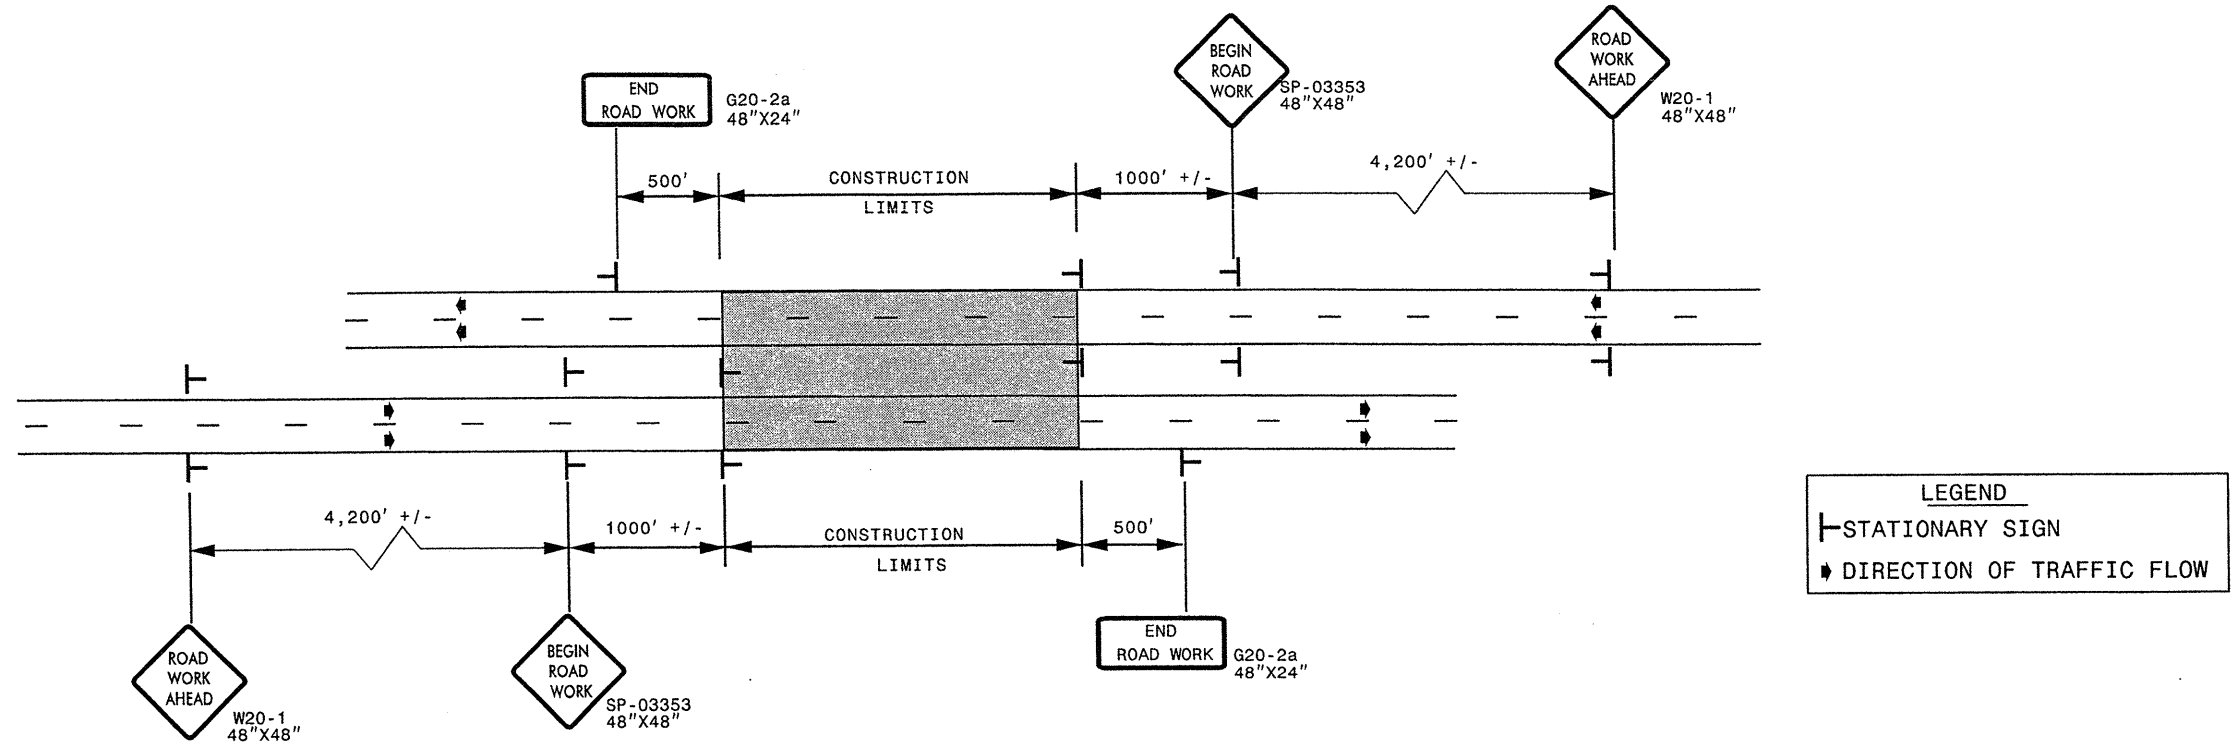 ROAD
WORK
AHEAD
W20-1
48"X48"
BEGIN
ROAD
WORK
SP-03353
48"X48"
END
ROAD WORK
G20-2a
48"X24"
500'
CONSTRUCTION
LIMITS
1000' +/-
4,200' +/-
4,200' +/-
1000' +/-
CONSTRUCTION
LIMITS
500'
LEGEND
STATIONARY SIGN
DIRECTION OF TRAFFIC FLOW
ROAD
WORK
AHEAD
W20-1
48"X48"
BEGIN
ROAD
WORK
SP-03353
48"X48"
END
ROAD WORK
G20-2a
48"X24"